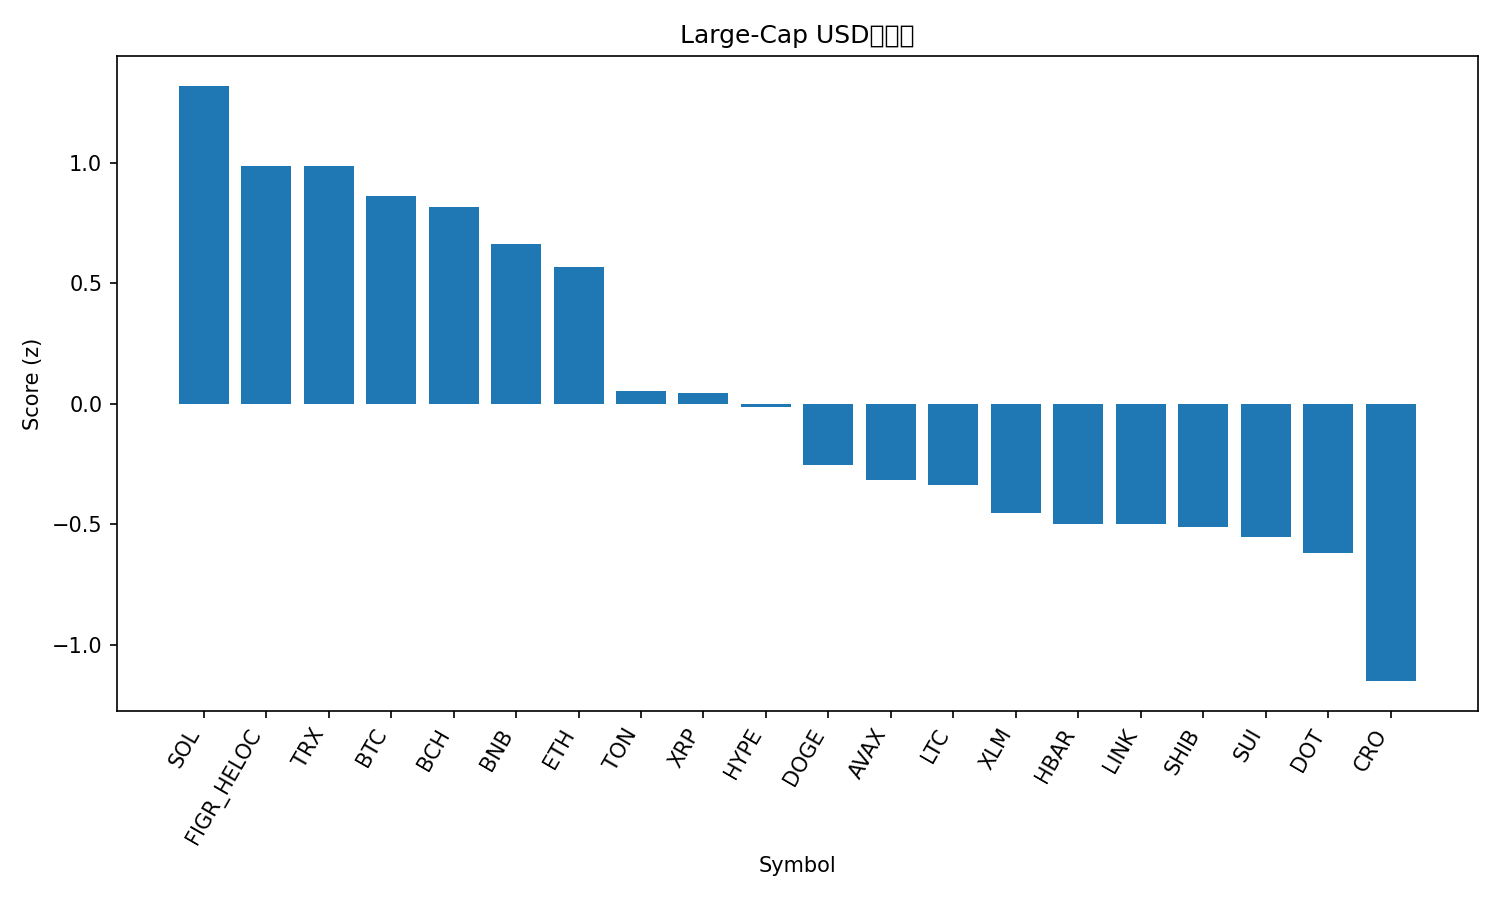 Large-Cap USD
Score (z)
1.0
0.5
0.0
−0.5
−1.0
SOL
FIGR_HELOC
TRX
BTC
BCH
BNB
ETH
TON
XRP
HYPE
DOGE
AVAX
LTC
XLM
HBAR
LINK
SHIB
SUI
DOT
CRO
Symbol